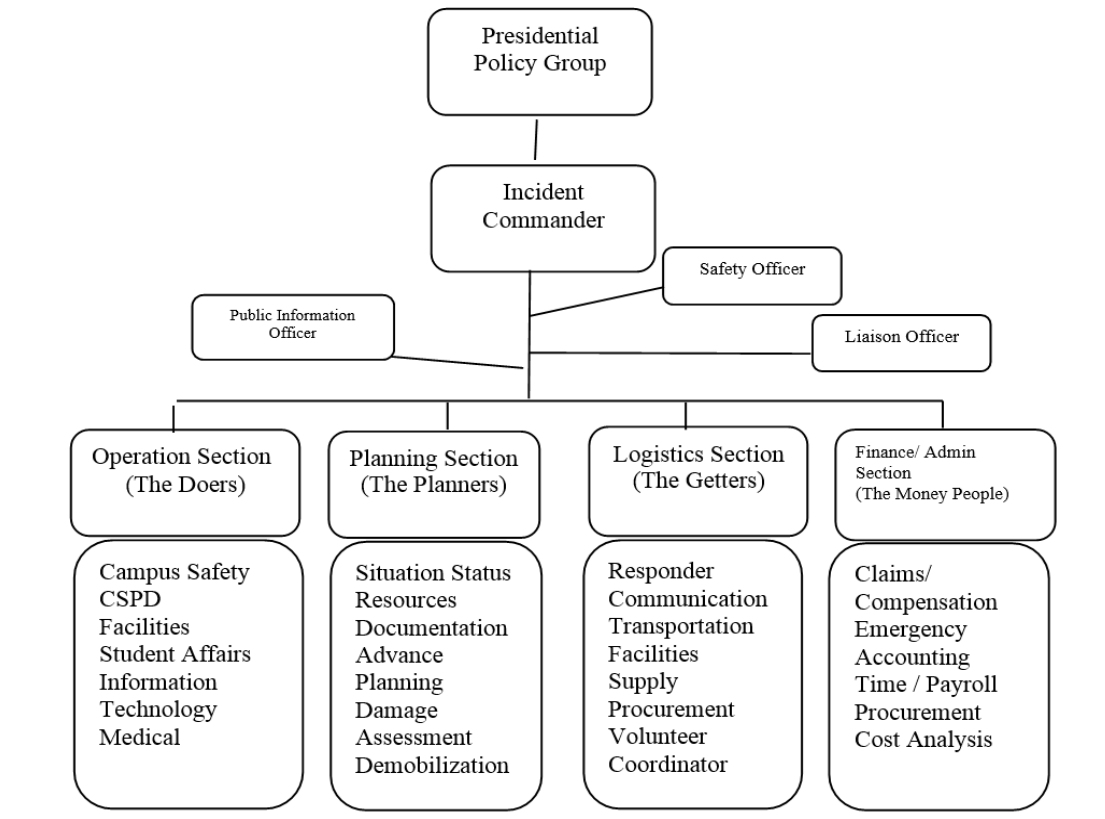 Presidential
Policy Group
Incident
Commander
Safety Officer
Public Information
Officer
Liaison Officer
Operation Section
(The Doers)
Planning Section
(The Planners)
Logistics Section
(The Getters)
Finance/ Admin
Section
(The Money People)
Campus Safety
CSPD
Facilities
Student Affairs
Information
Technology
Medical
Situation Status
Resources
Documentation
Advance
Planning
Damage
Assessment
Demobilization
Responder
Communication
Transportation
Facilities
Supply
Procurement
Volunteer
Coordinator
Claims/
Compensation
Emergency
Accounting
Time / Payroll
Procurement
Cost Analysis